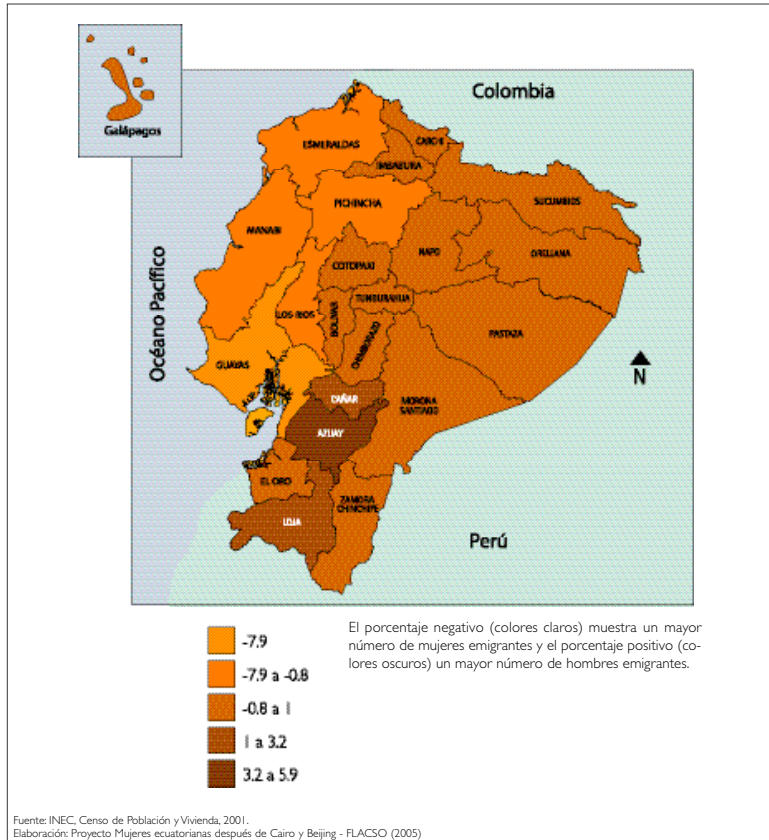 Galápagos
Colombia
ESMERALDAS
CARCHI
IMBABURA
SUCUMBIOS
PICHINCHA
MANABI
NAPO
ORELLANA
COTOPAXI
TUNGURAHUA
LOS RIOS
BOLIVAR
PASTAZA
CHIMBORAZO
GUAYAS
Océano Pacífico
N
CAÑAR
MORONA
SANTIAGO
AZUAY
EL ORO
ZAMORA
CHINCHIPE
LOJA
Perú
-7.9
-7.9 a -0.8
-0.8 a 1
1 a 3.2
3.2 a 5.9
El porcentaje negativo (colores claros) muestra un mayor
número de mujeres emigrantes y el porcentaje positivo (co-
lores oscuros) un mayor número de hombres emigrantes.
Fuente: INEC, Censo de Población y Vivienda, 2001.
Elaboración: Proyecto Mujeres ecuatorianas después de Cairo y Beijing - FLACSO (2005)